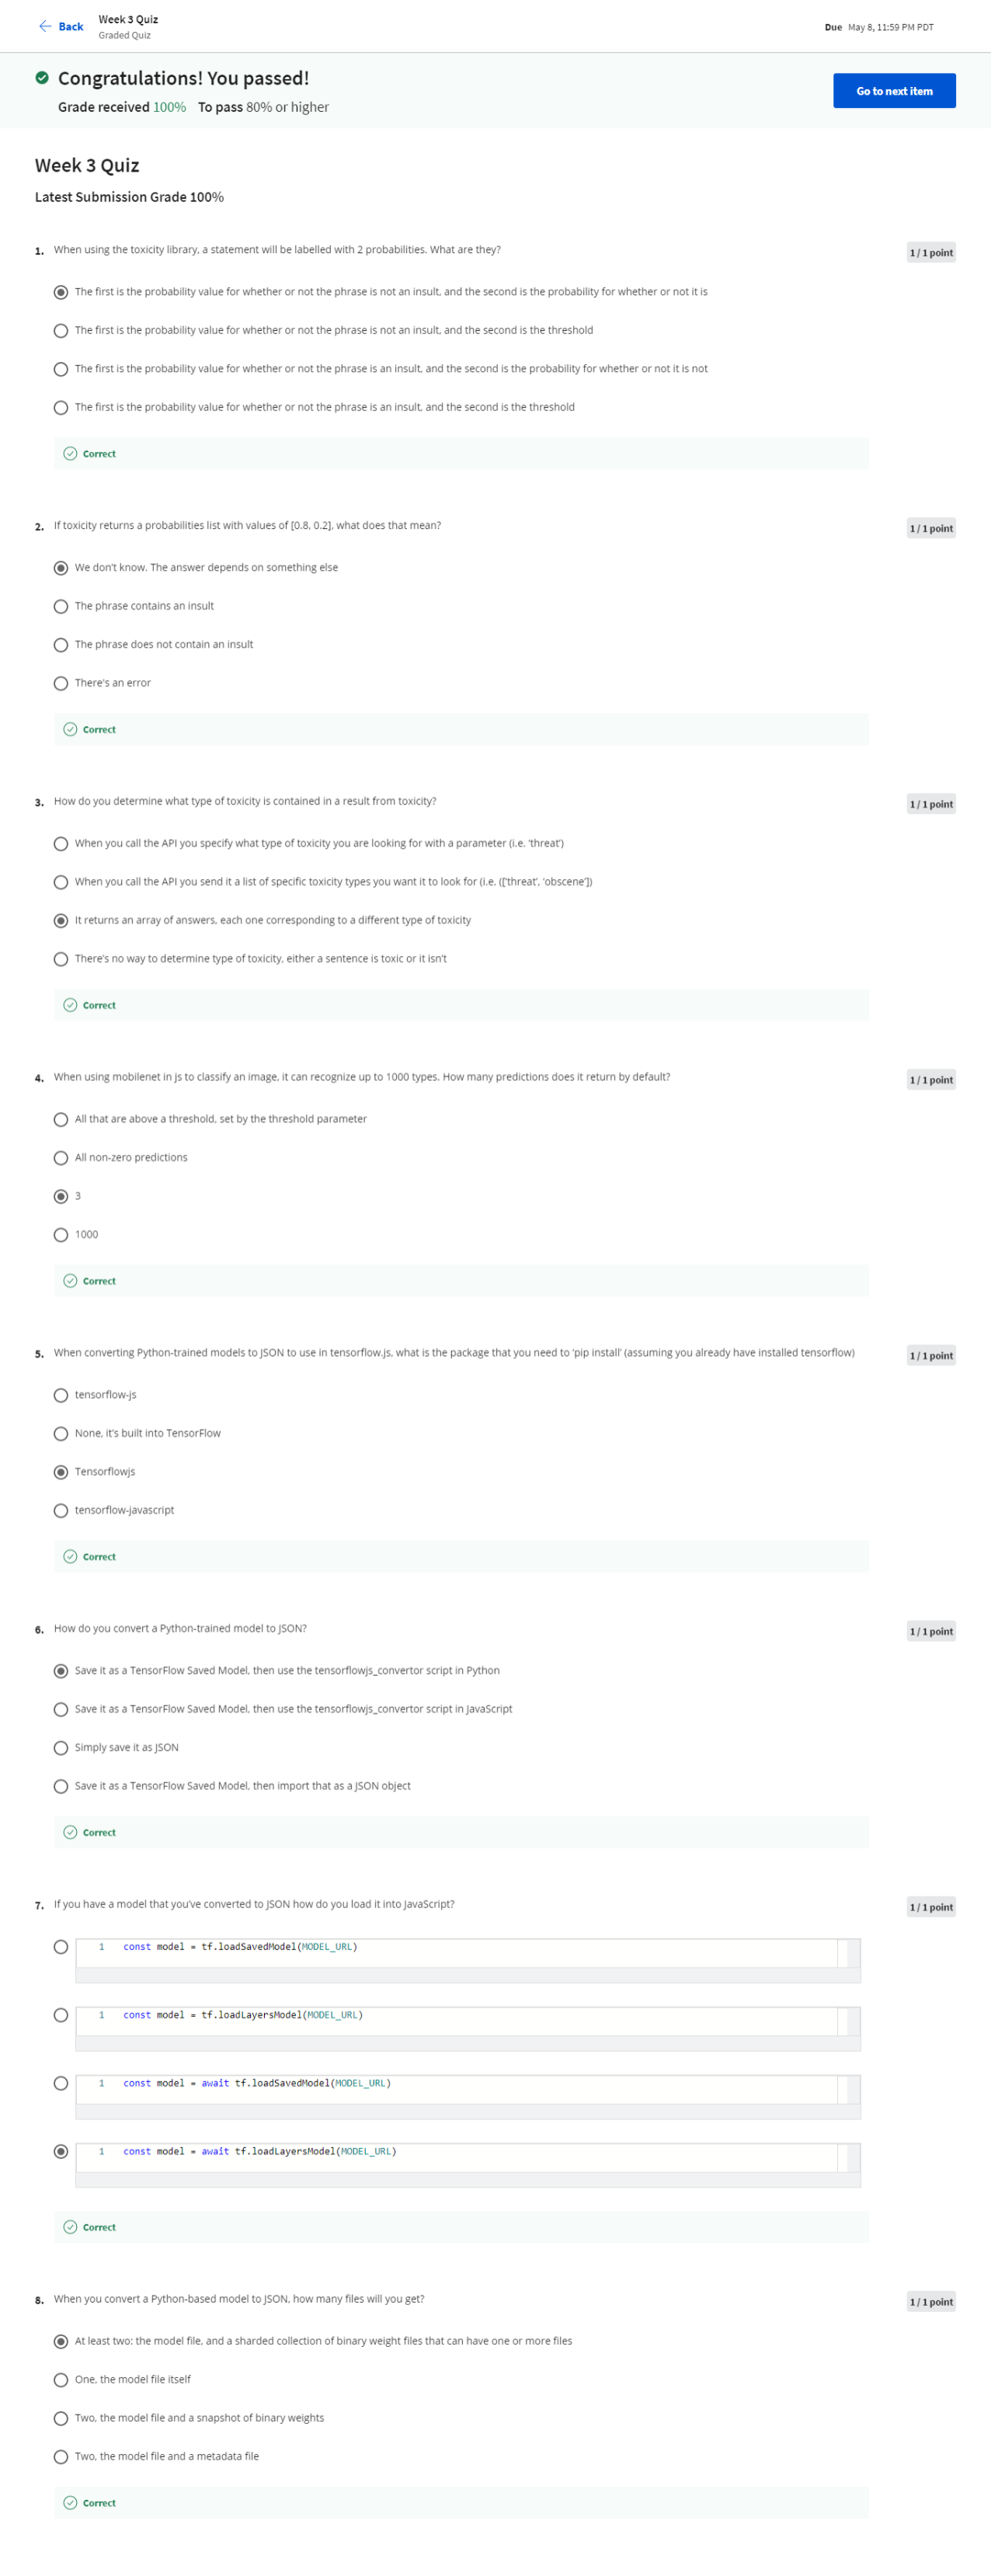 Back
Week 3 Quiz
Graded Quiz
Due May 8, 11:59 PM PDT
Congratulations! You passed!
Grade received 100% To pass 80% or higher
Go to next item
Week 3 Quiz
Latest Submission Grade 100%
1. When using the toxicity library, a statement will be labelled with 2 probabilities. What are they?
1 / 1 point
The first is the probability value for whether or not the phrase is not an insult, and the second is the probability for whether or not it is
The first is the probability value for whether or not the phrase is not an insult, and the second is the threshold
The first is the probability value for whether or not the phrase is an insult, and the second is the probability for whether or not it is not
The first is the probability value for whether or not the phrase is an insult, and the second is the threshold
Correct
2. If toxicity returns a probabilities list with values of [0.8, 0.2], what does that mean?
1 / 1 point
We don't know. The answer depends on something else
The phrase contains an insult
The phrase does not contain an insult
There's an error
Correct
3. How do you determine what type of toxicity is contained in a result from toxicity?
1 / 1 point
When you call the API you specify what type of toxicity you are looking for with a parameter (i.e. 'threat')
When you call the API you send it a list of specific toxicity types you want it to look for (i.e. (['threat', 'obscene'])
It returns an array of answers, each one corresponding to a different type of toxicity
There's no way to determine type of toxicity, either a sentence is toxic or it isn't
Correct
4. When using mobilenet in js to classify an image, it can recognize up to 1000 types. How many predictions does it return by default?
1 / 1 point
All that are above a threshold, set by the threshold parameter
All non-zero predictions
3
1000
Correct
5. When converting Python-trained models to JSON to use in tensorflow.js, what is the package that you need to 'pip install' (assuming you already have installed tensorflow)
1 / 1 point
tensorflow-js
None, it's built into TensorFlow
Tensorflowjs
tensorflow-javascript
Correct
6. How do you convert a Python-trained model to JSON?
1 / 1 point
Save it as a TensorFlow Saved Model, then use the tensorflowjs_convertor script in Python
Save it as a TensorFlow Saved Model, then use the tensorflowjs_convertor script in JavaScript
Simply save it as JSON
Save it as a TensorFlow Saved Model, then import that as a JSON object
Correct
7. If you have a model that you've converted to JSON how do you load it into JavaScript?
1 / 1 point
1 const model = tf.loadSavedModel(MODEL_URL)
1 const model = tf.loadLayersModel(MODEL_URL)
1 const model = await tf.loadSavedModel(MODEL_URL)
1 const model = await tf.loadLayersModel(MODEL_URL)
Correct
8. When you convert a Python-based model to JSON, how many files will you get?
1 / 1 point
At least two: the model file, and a sharded collection of binary weight files that can have one or more files
One, the model file itself
Two, the model file and a snapshot of binary weights
Two, the model file and a metadata file
Correct